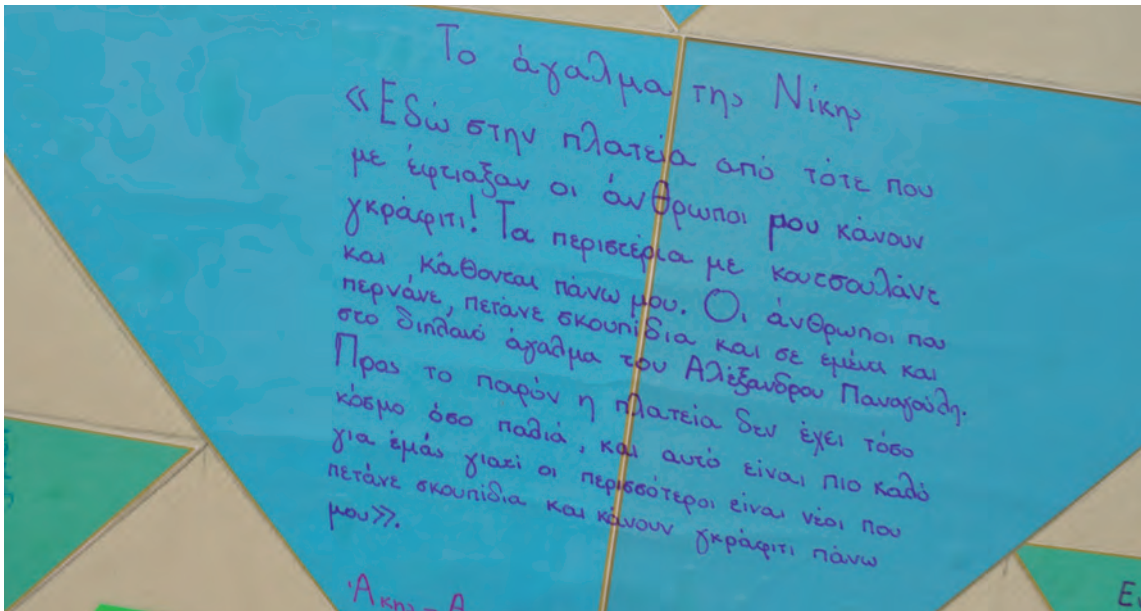 Το άγαλμα της Νίκης
«Εδώ στην πλατεία από τότε που
με έφτιαξαν οι άνθρωποι μου κάνουν
γκράφιτι! Τα περιστέρια με κουτσουλάνε
και κάθονται πάνω μου. Οι άνθρωποι που
περνάνε, πετάνε σκουπίδια και σε εμένα και
στο διπλανό άγαλμα του Αλέξανδρου Παναγούλη.
Προς το παρόν η πλατεία δεν έχει τόσο
κόσμο όσο παλιά, και αυτό είναι πιο καλό
για εμάς γιατί οι περισσότεροι είναι νέοι που
πετάνε σκουπίδια και κάνουν γκράφιτι πάνω
μου».